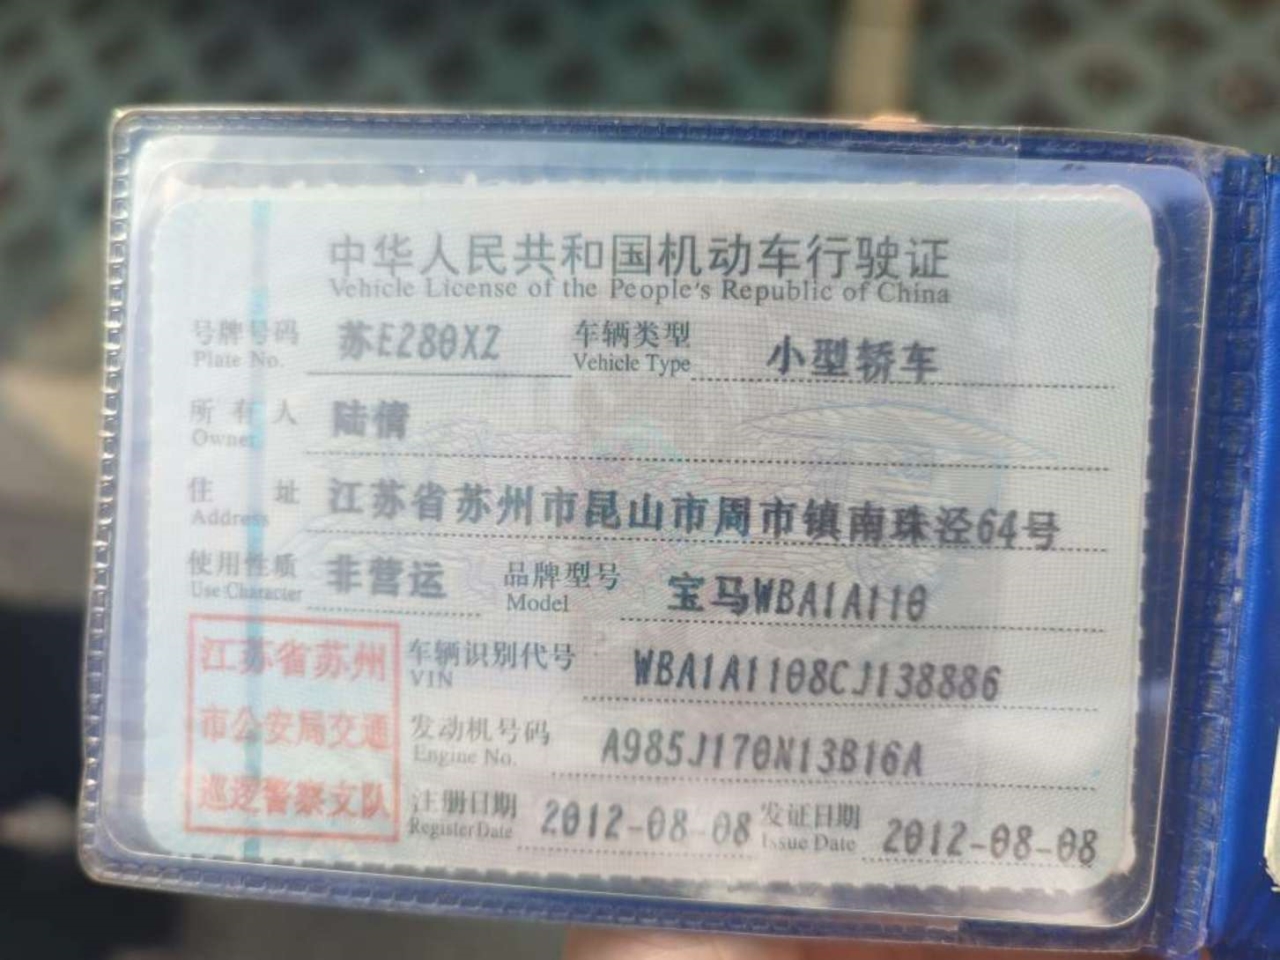 中华人民共和国机动车行驶证
Vehicle License of the People's Republic of China
号牌号码 苏E280XZ 车辆类型 小型轿车
Plate No. Vehicle Type
所有人 陆倩
Owner
住址 江苏省苏州市昆山市周市镇南珠泾64号
Address
使用性质 非营运 品牌型号 宝马WBA1A110
Use Character Model
江苏省苏州 车辆识别代号 WBA1A1108CJ138886
VIN
市公安局交通 发动机号码 A985J170N13B16A
Engine No.
巡逻警察支队 注册日期 2012-08-08 发证日期 2012-08-08
Register Date Issue Date